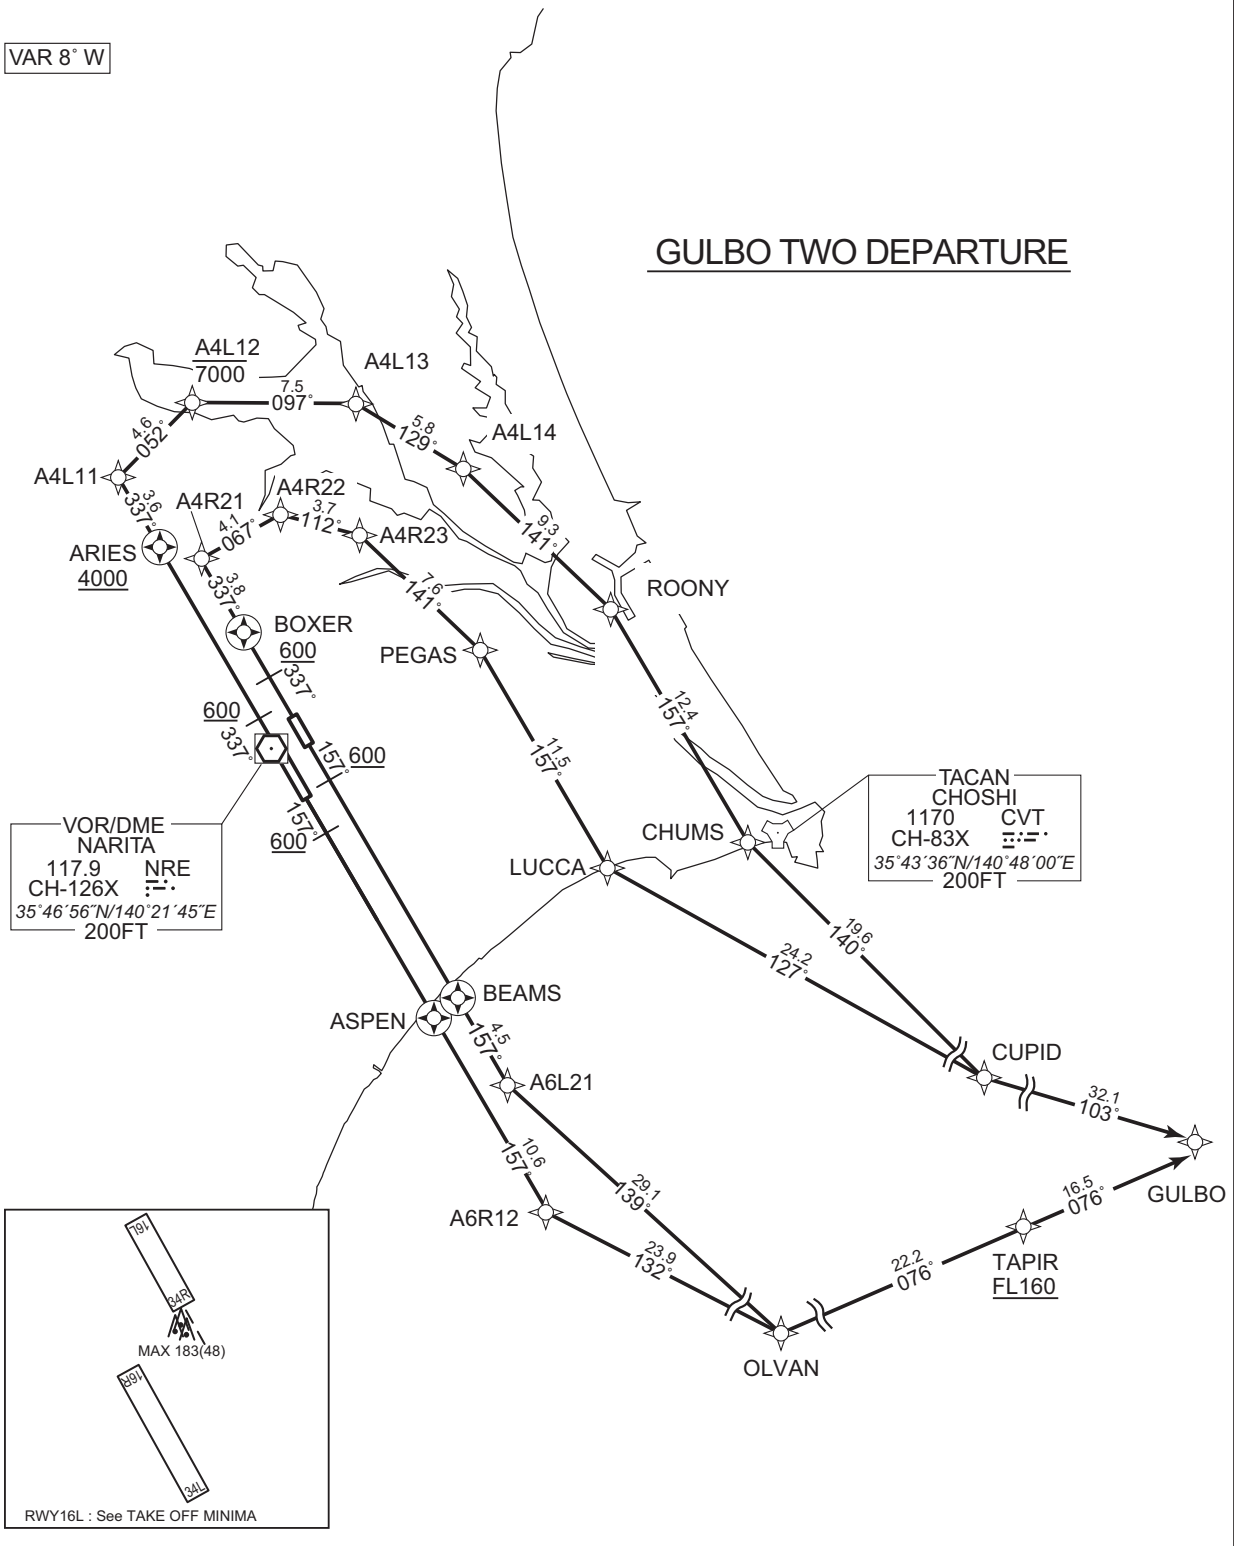 VAR 8˚ W
GULBO TWO DEPARTURE
A4L12
7000
A4L13
7.5
097˚
4.6
052˚
5.8
129˚
A4L14
A4L11
3.6
337˚
A4R21
A4R22
4.1
067˚
3.7
112˚
A4R23
9.3
141˚
ARIES
4000
3.8
337˚
7.6
141˚
ROONY
BOXER
600
337˚
PEGAS
600
337˚
12.4
157˚
11.5
157˚
157˚
600
157˚
600
VOR/DME
NARITA
117.9 NRE
CH-126X
35˚46´56˝N/140˚21´45˝E
200FT
TACAN
CHOSHI
1170 CVT
CH-83X
35˚43´36˝N/140˚48´00˝E
200FT
CHUMS
LUCCA
19.6
140˚
24.2
127˚
BEAMS
ASPEN
4.5
157˚
A6L21
CUPID
32.1
103˚
10.6
157˚
29.1
139˚
GULBO
16.5
076˚
A6R12
23.9
132˚
22.2
076˚
TAPIR
FL160
OLVAN
16L
34R
MAX 183(48)
16R
34L
RWY16L : See TAKE OFF MINIMA